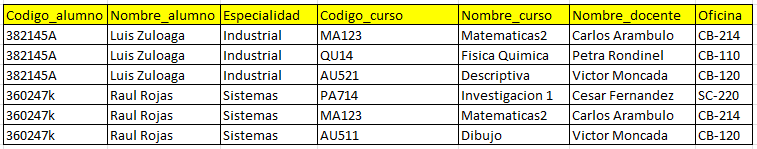 Codigo_alumno Nombre_alumno Especialidad Codigo_curso Nombre_curso Nombre_docente Oficina
382145A Luis Zuloaga Industrial MA123 Matematicas2 Carlos Arambulo CB-214
382145A Luis Zuloaga Industrial QU14 Fisica Quimica Petra Rondinel CB-110
382145A Luis Zuloaga Industrial AU521 Descriptiva Victor Moncada CB-120
360247k Raul Rojas Sistemas PA714 Investigacion 1 Cesar Fernandez SC-220
360247k Raul Rojas Sistemas MA123 Matematicas2 Carlos Arambulo CB-214
360247k Raul Rojas Sistemas AU511 Dibujo Victor Moncada CB-120